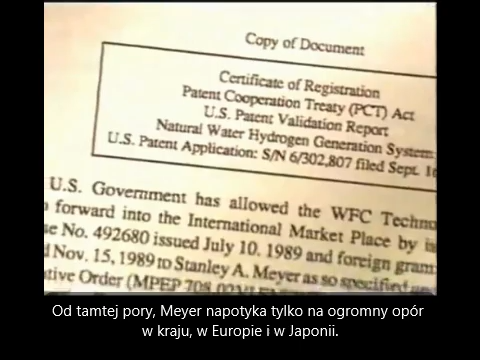 Copy of Document
Certificate of Registration
Patent Cooperation Treaty (PCT) Act
U.S. Patent Validation Report
Natural Water Hydrogen Generation System
U.S. Patent Application: S/N 6/302,807 filed Sept. 16
U.S. Government has allowed the WFC Techno
forward into the International Market Place by
No. 492680 issued July 10. 1989 and foreign gran
Nov. 15, 1989 to Stanley A. Meyer as so specified
Order (MPEP
Od tamtej pory, Meyer napotyka tylko na ogromny opór
w kraju, w Europie i w Japonii.